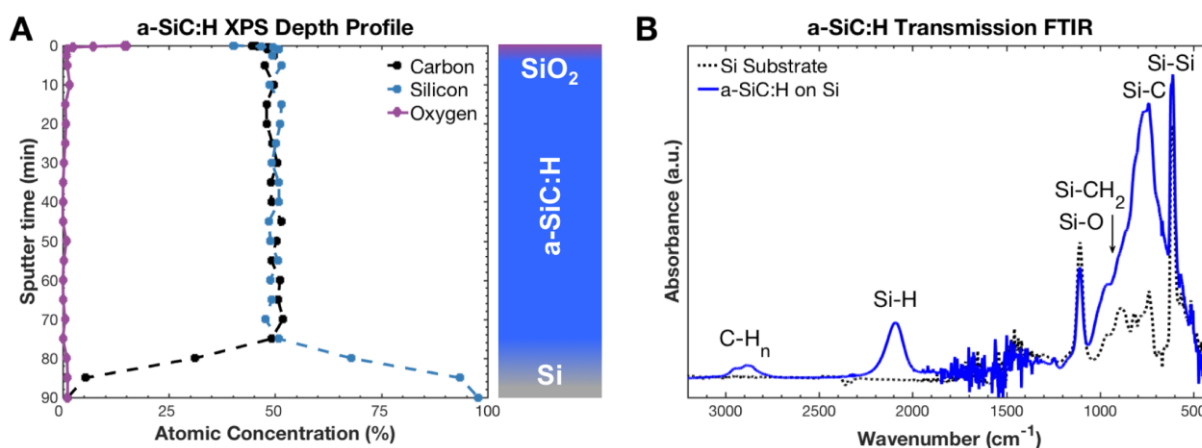 A
a-SiC:H XPS Depth Profile
0
10
20
30
40
50
60
70
80
90
Sputter time (min)
Carbon
Silicon
Oxygen
0
25
50
75
100
Atomic Concentration (%)
SiO2
a-SiC:H
Si
B
a-SiC:H Transmission FTIR
Si Substrate
a-SiC:H on Si
Si-Si
Si-C
Si-CH2
Si-O
Si-H
C-Hn
Absorbance (a.u.)
3000
2500
2000
1500
1000
500
Wavenumber (cm-1)